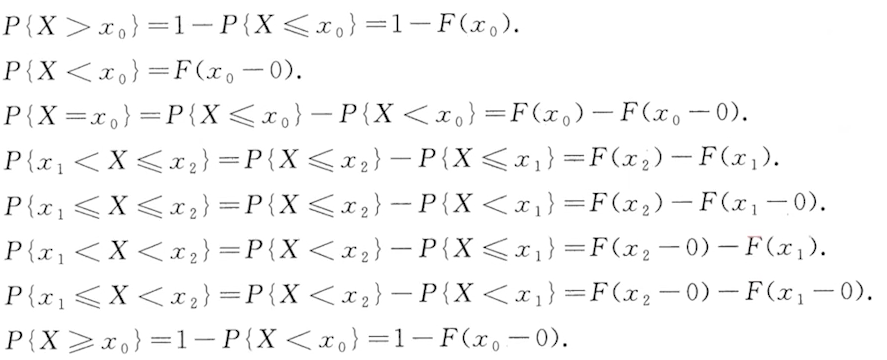 P{X>x₀}=1-P{X≤x₀}=1-F(x₀).
P{X<x₀}=F(x₀-0).
P{X=x₀}=P{X≤x₀}-P{X<x₀}=F(x₀)-F(x₀-0).
P{x₁<X≤x₂}=P{X≤x₂}-P{X≤x₁}=F(x₂)-F(x₁).
P{x₁≤X≤x₂}=P{X≤x₂}-P{X<x₁}=F(x₂)-F(x₁-0).
P{x₁<X<x₂}=P{X<x₂}-P{X≤x₁}=F(x₂-0)-F(x₁).
P{x₁≤X<x₂}=P{X<x₂}-P{X<x₁}=F(x₂-0)-F(x₁-0).
P{X≥x₀}=1-P{X<x₀}=1-F(x₀-0).